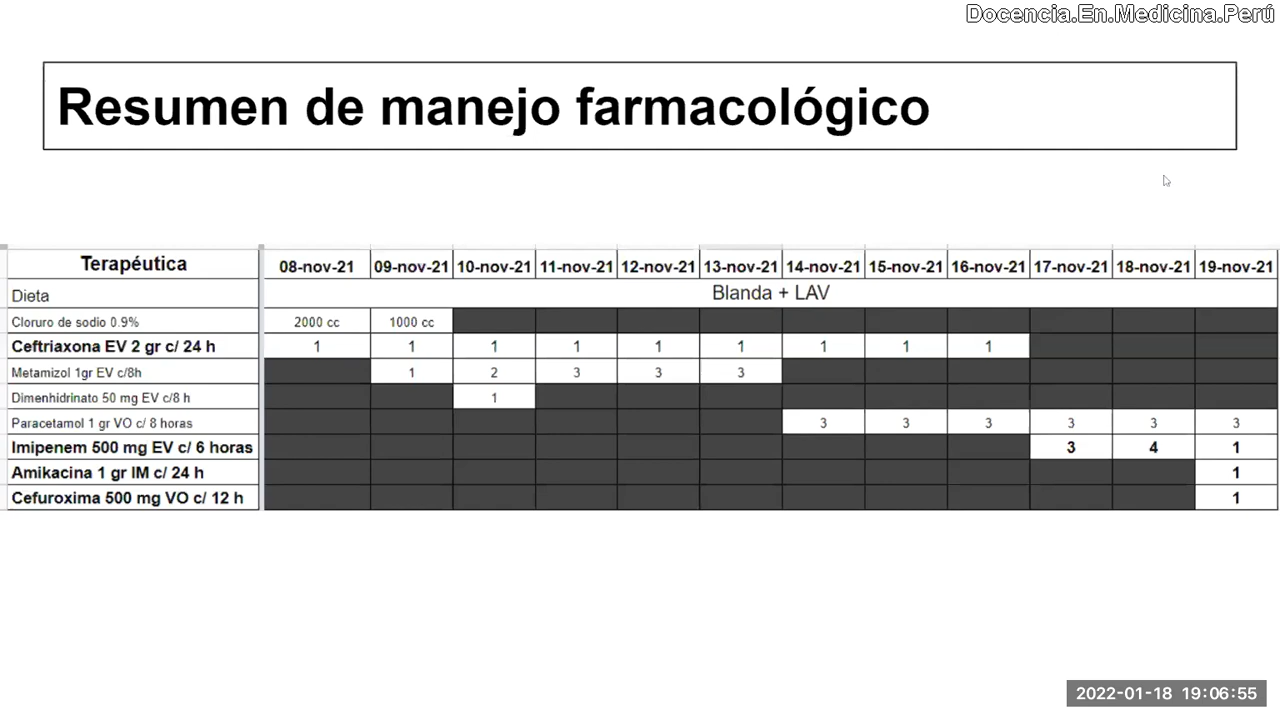 Docencia.En.Medicina.Perú
Resumen de manejo farmacológico
Terapéutica 08-nov-21 09-nov-21 10-nov-21 11-nov-21 12-nov-21 13-nov-21 14-nov-21 15-nov-21 16-nov-21 17-nov-21 18-nov-21 19-nov-21
Dieta Blanda + LAV
Cloruro de sodio 0.9% 2000 cc 1000 cc
Ceftriaxona EV 2 gr c/ 24 h 1 1 1 1 1 1 1 1 1
Metamizol 1gr EV c/8h 1 2 3 3 3
Dimenhidrinato 50 mg EV c/8 h 1
Paracetamol 1 gr VO c/ 8 horas 3 3 3 3 3 3
Imipenem 500 mg EV c/ 6 horas 3 4 1
Amikacina 1 gr IM c/ 24 h 1
Cefuroxima 500 mg VO c/ 12 h 1
2022-01-18 19:06:55